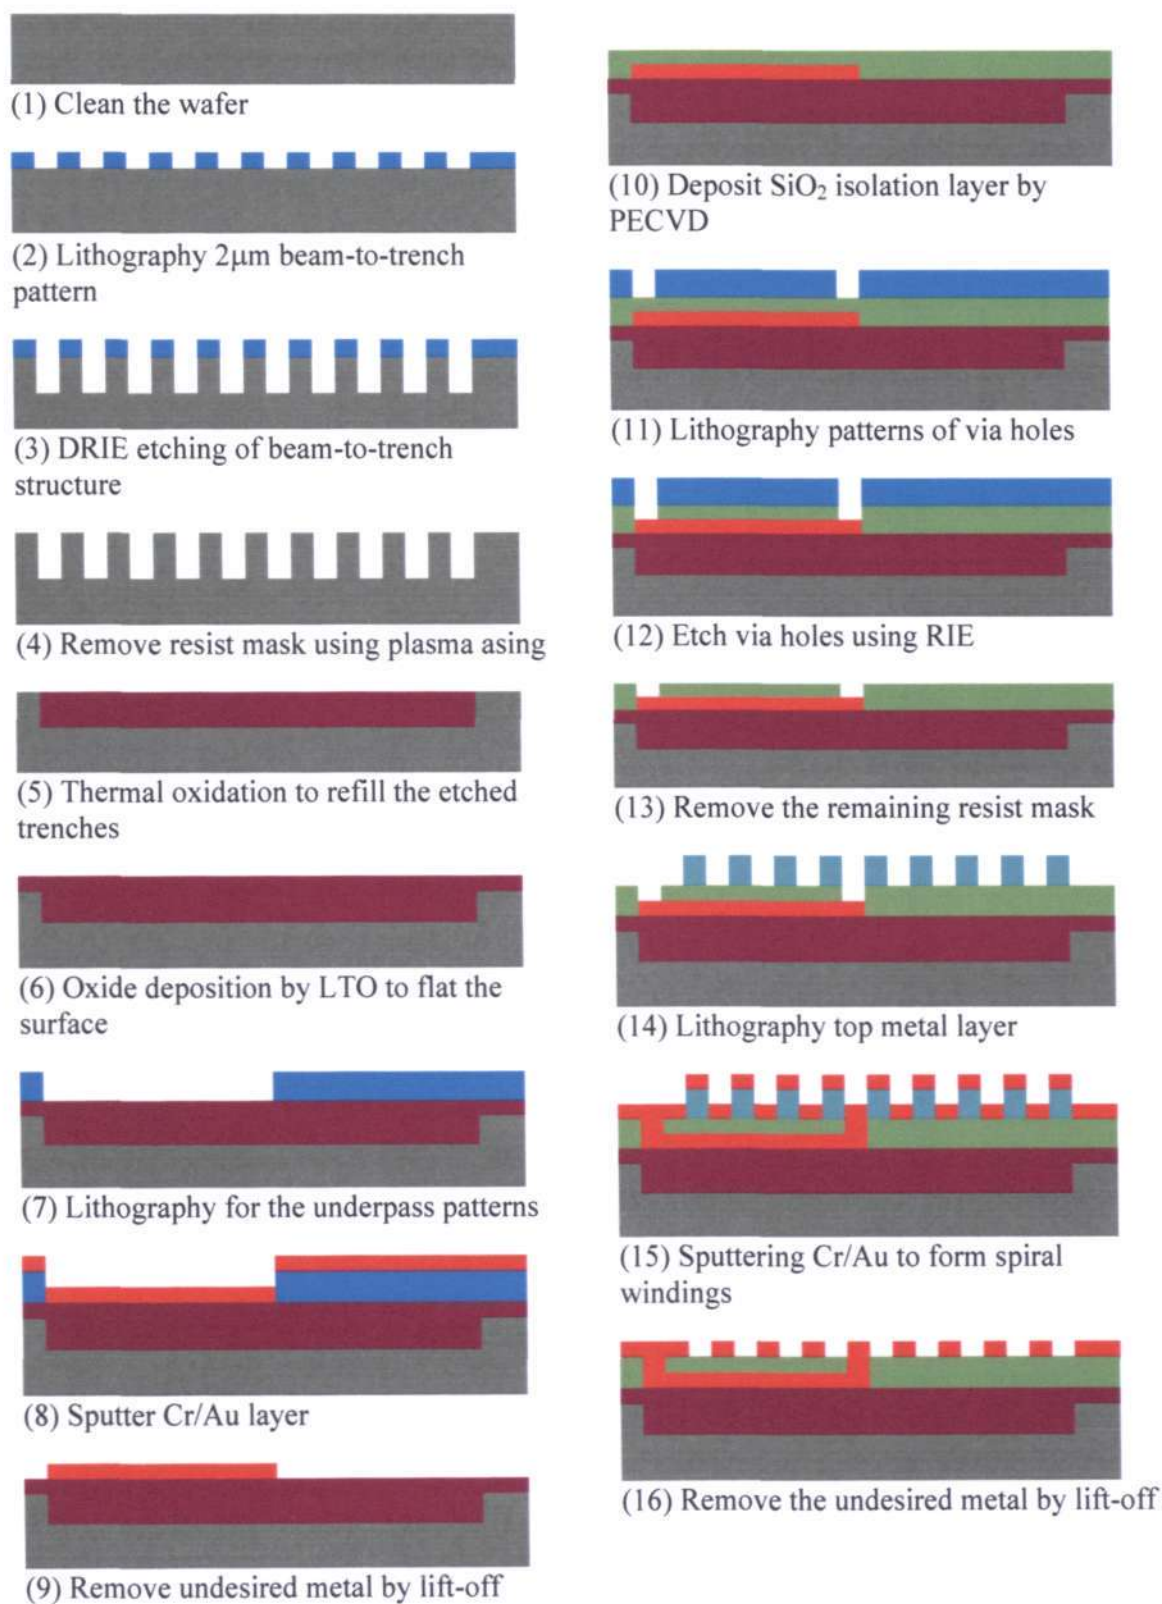 (1) Clean the wafer
(2) Lithography 2μm beam-to-trench
pattern
(3) DRIE etching of beam-to-trench
structure
(4) Remove resist mask using plasma asing
(5) Thermal oxidation to refill the etched
trenches
(6) Oxide deposition by LTO to flat the
surface
(7) Lithography for the underpass patterns
(8) Sputter Cr/Au layer
(9) Remove undesired metal by lift-off
(10) Deposit SiO₂ isolation layer by
PECVD
(11) Lithography patterns of via holes
(12) Etch via holes using RIE
(13) Remove the remaining resist mask
(14) Lithography top metal layer
(15) Sputtering Cr/Au to form spiral
windings
(16) Remove the undesired metal by lift-off